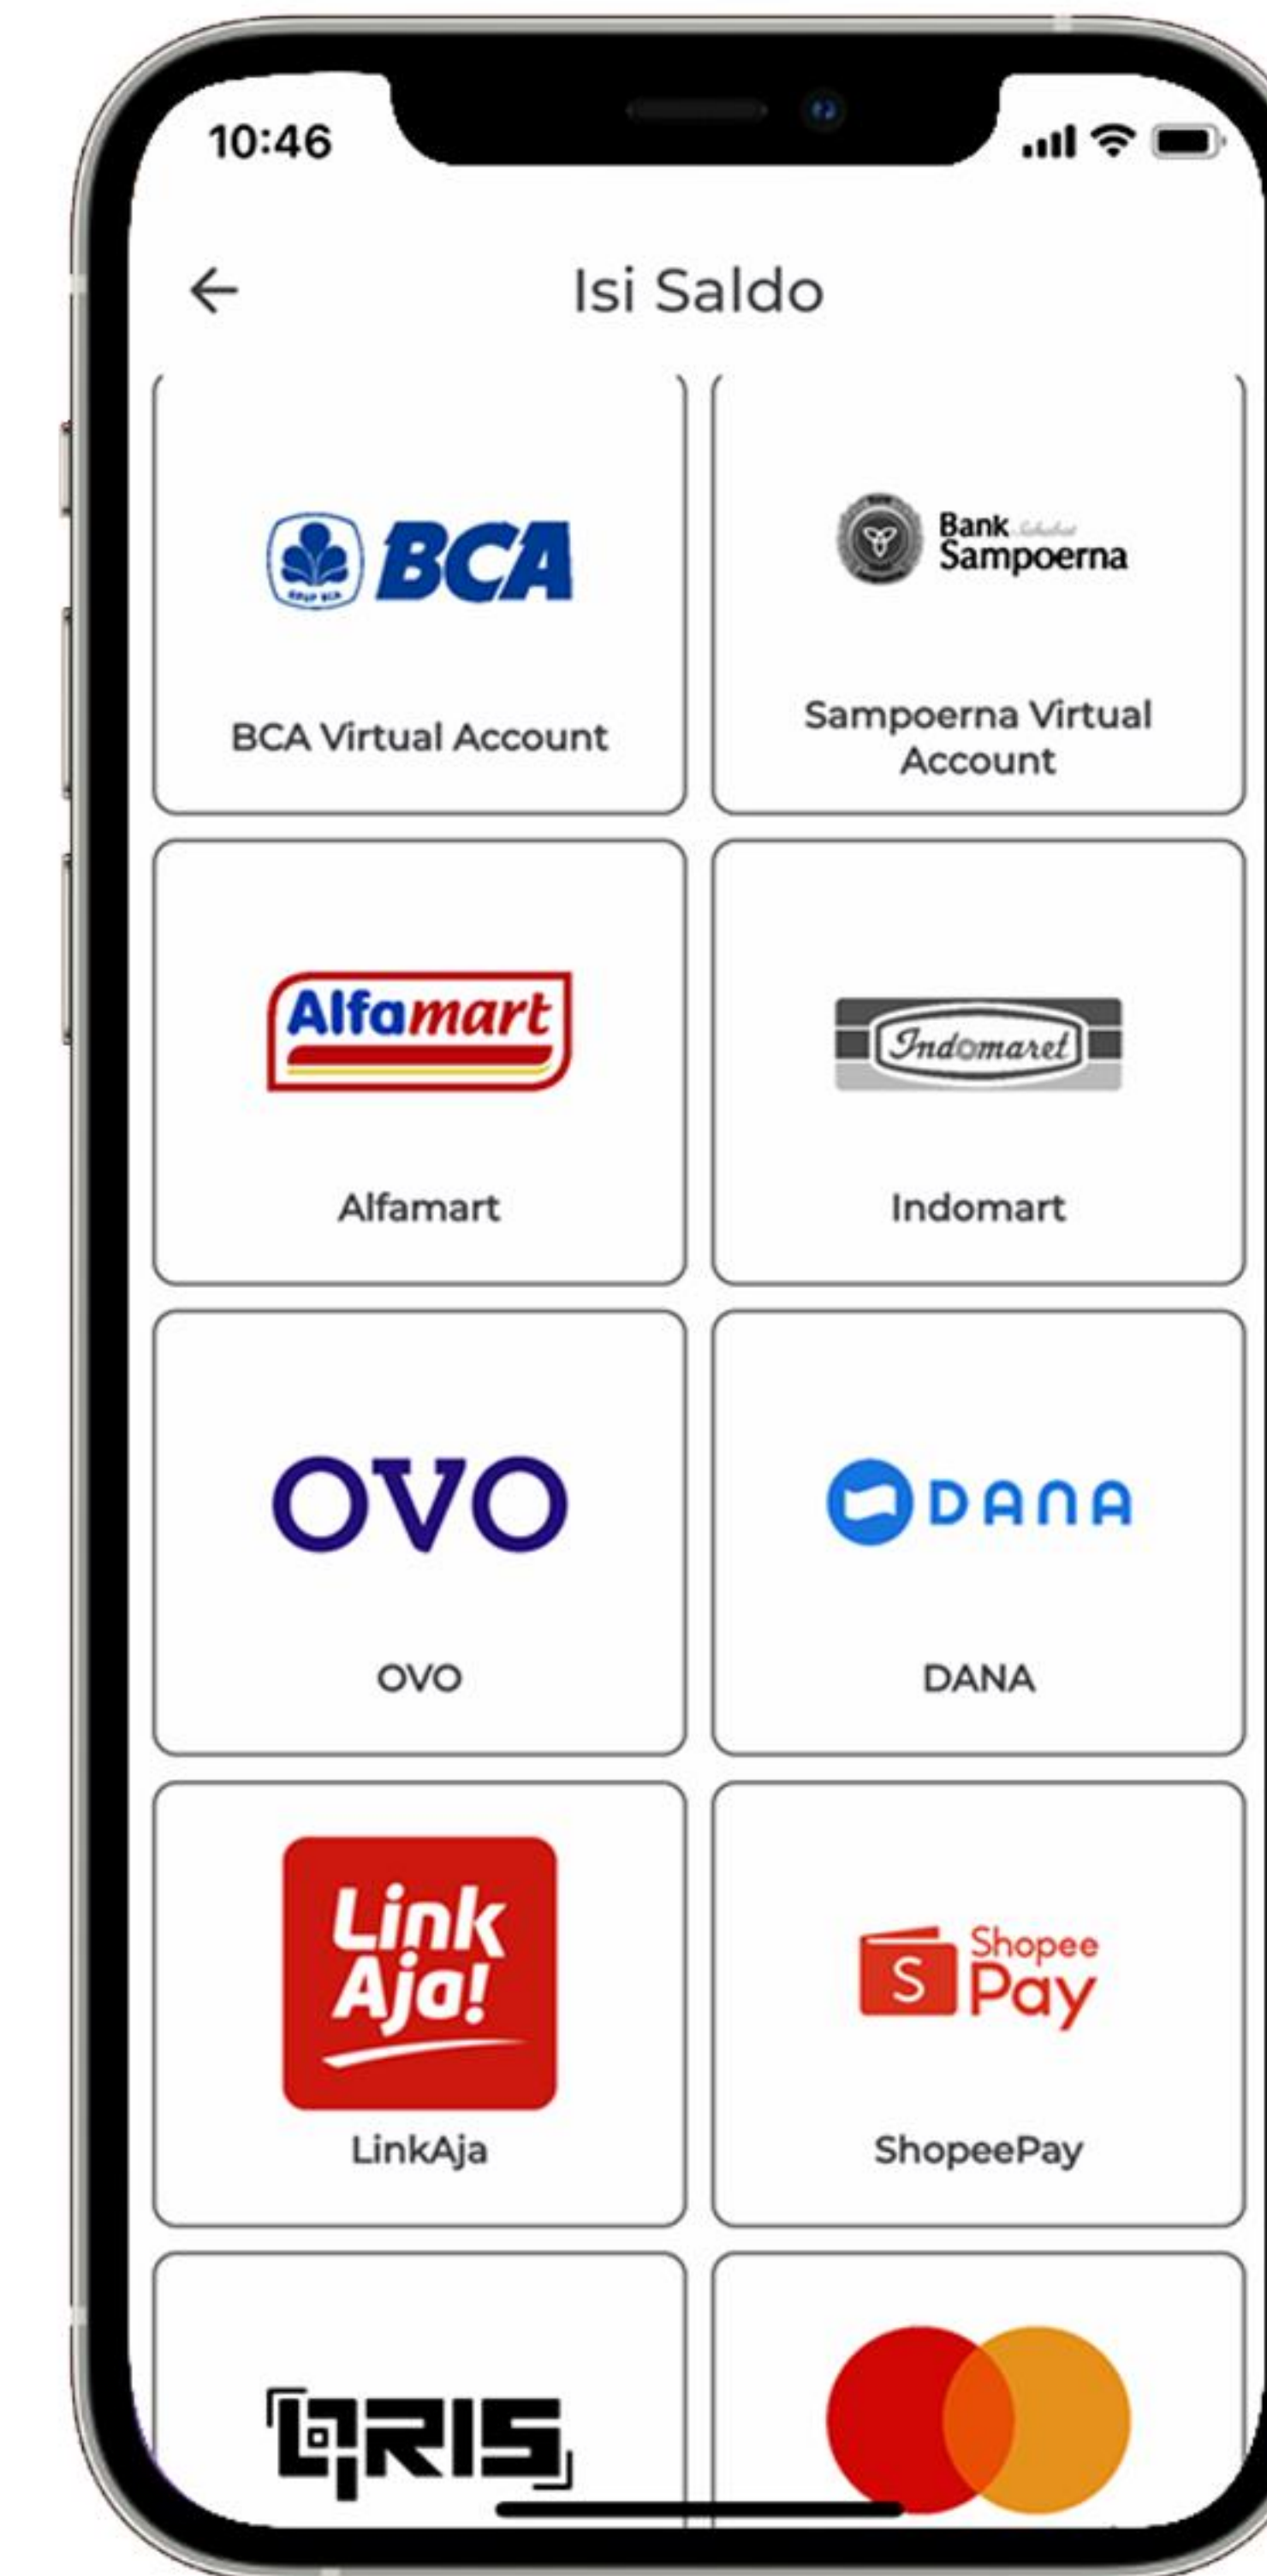 10:46
Isi Saldo
BCA
BCA Virtual Account
Bank
Sampoerna
Sampoerna Virtual
Account
Alfamart
Alfamart
Indomaret
Indomart
OVO
OVO
DANA
DANA
Link
Aja!
LinkAja
S
Shopee
Pay
ShopeePay
QRIS